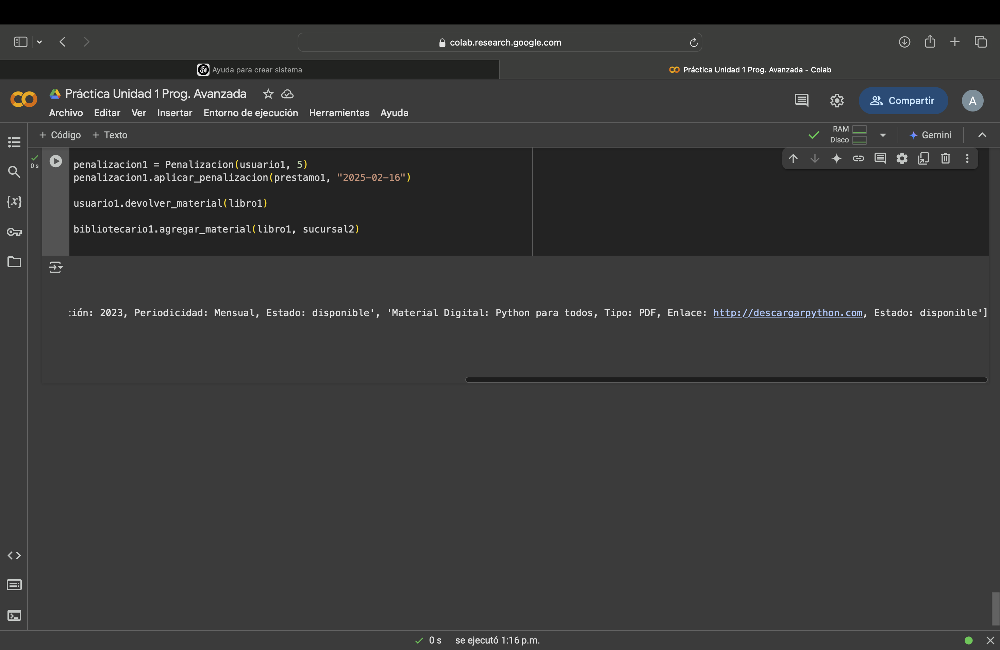 colab.research.google.com
Ayuda para crear sistema
Práctica Unidad 1 Prog. Avanzada - Colab
Práctica Unidad 1 Prog. Avanzada
Compartir
A
Archivo Editar Ver Insertar Entorno de ejecución Herramientas Ayuda
+ Código + Texto
RAM
Disco
Gemini
0 s
penalizacion1 = Penalizacion(usuario1, 5)
penalizacion1.aplicar_penalizacion(prestamo1, "2025-02-16")
usuario1.devolver_material(libro1)
bibliotecario1.agregar_material(libro1, sucursal2)
{x}
ión: 2023, Periodicidad: Mensual, Estado: disponible', 'Material Digital: Python para todos, Tipo: PDF, Enlace: http://descargarpython.com, Estado: disponible']
0 s se ejecutó 1:16 p.m.